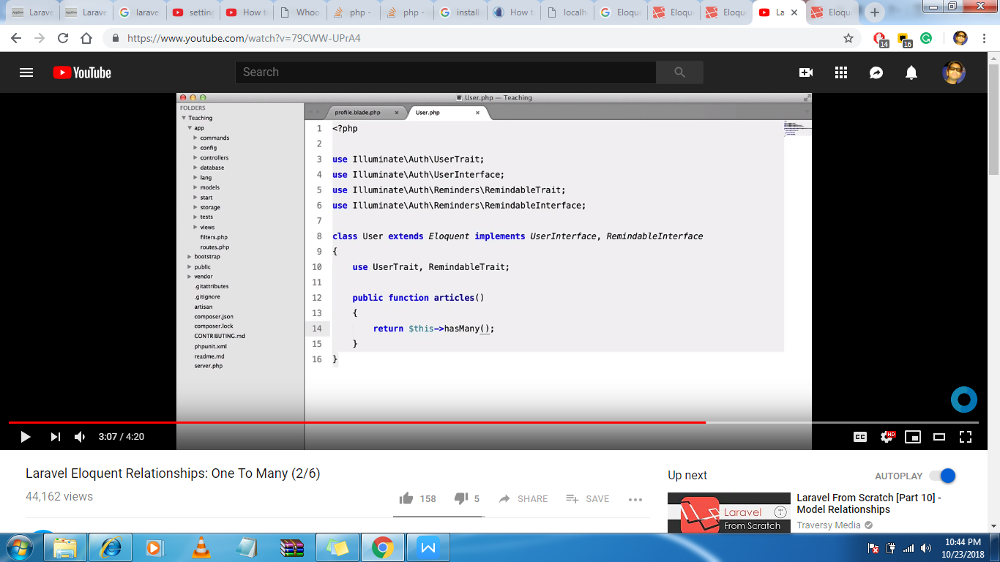 Larave
Larave
larave
setting
How to
Whoo
php -
php -
install
How t
localh
Eloque
Eloque
Eloque
La
Eloqu
https://www.youtube.com/watch?v=79CWW-UPrA4
14
16
YouTube
Search
User.php — Teaching
FOLDERS
Teaching
app
commands
config
controllers
database
lang
models
start
storage
tests
views
filters.php
routes.php
bootstrap
public
vendor
.gitattributes
.gitignore
artisan
composer.json
composer.lock
CONTRIBUTING.md
phpunit.xml
readme.md
server.php
profile.blade.php
User.php
1 <?php
2
3 use Illuminate\Auth\UserTrait;
4 use Illuminate\Auth\UserInterface;
5 use Illuminate\Auth\Reminders\RemindableTrait;
6 use Illuminate\Auth\Reminders\RemindableInterface;
7
8 class User extends Eloquent implements UserInterface, RemindableInterface
9 {
10 use UserTrait, RemindableTrait;
11
12 public function articles()
13 {
14 return $this->hasMany();
15 }
16 }
3:07 / 4:20
CC
HD
Laravel Eloquent Relationships: One To Many (2/6)
44,162 views
158
5
SHARE
SAVE
Up next
AUTOPLAY
Laravel
From Scratch
Laravel From Scratch [Part 10] -
Model Relationships
Traversy Media
10:44 PM
10/23/2018